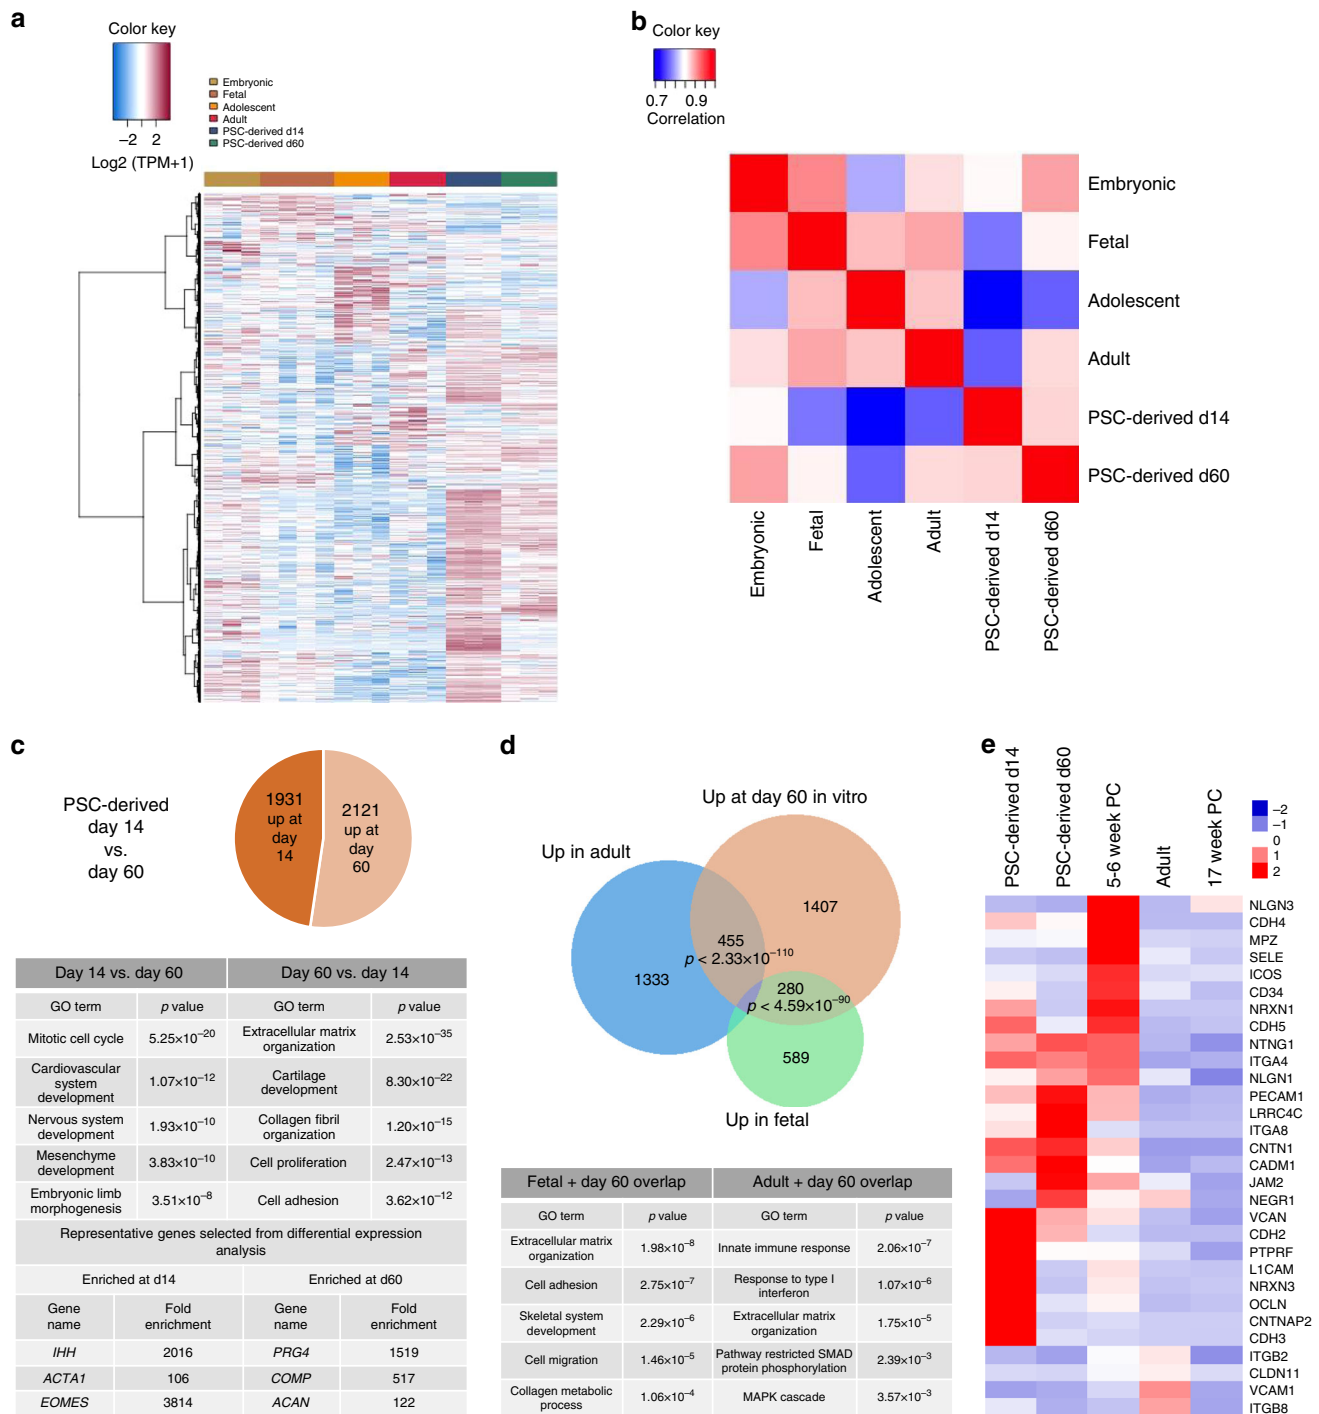 a
Color key
−2 2
Log2 (TPM+1)
Embryonic
Fetal
Adolescent
Adult
PSC-derived d14
PSC-derived d60
b
Color key
0.7 0.9
Correlation
Embryonic
Fetal
Adolescent
Adult
PSC-derived d14
PSC-derived d60
Embryonic
Fetal
Adolescent
Adult
PSC-derived d14
PSC-derived d60
c
PSC-derived
day 14
vs.
day 60
1931
up at
day
14
2121
up at
day
60
Day 14 vs. day 60 Day 60 vs. day 14
GO term p value GO term p value
Mitotic cell cycle 5.25×10⁻²⁰ Extracellular matrix organization 2.53×10⁻³⁵
Cardiovascular system development 1.07×10⁻¹² Cartilage development 8.30×10⁻²²
Nervous system development 1.93×10⁻¹⁰ Collagen fibril organization 1.20×10⁻¹⁵
Mesenchyme development 3.83×10⁻¹⁰ Cell proliferation 2.47×10⁻¹³
Embryonic limb morphogenesis 3.51×10⁻⁸ Cell adhesion 3.62×10⁻¹²
Representative genes selected from differential expression
analysis
Enriched at d14 Enriched at d60
Gene name Fold enrichment Gene name Fold enrichment
IHH 2016 PRG4 1519
ACTA1 106 COMP 517
EOMES 3814 ACAN 122
d
Up at day 60 in vitro
Up in adult
1407
455
p < 2.33×10⁻¹¹⁰
1333
280
p < 4.59×10⁻⁹⁰
589
Up in fetal
Fetal + day 60 overlap Adult + day 60 overlap
GO term p value GO term p value
Extracellular matrix organization 1.98×10⁻⁸ Innate immune response 2.06×10⁻⁷
Cell adhesion 2.75×10⁻⁷ Response to type I interferon 1.07×10⁻⁶
Skeletal system development 2.29×10⁻⁶ Extracellular matrix organization 1.75×10⁻⁵
Cell migration 1.46×10⁻⁵ Pathway restricted SMAD protein phosphorylation 2.39×10⁻³
Collagen metabolic process 1.06×10⁻⁴ MAPK cascade 3.57×10⁻³
e
PSC-derived d14
PSC-derived d60
5-6 week PC
Adult
17 week PC
−2
−1
0
1
2
NLGN3
CDH4
MPZ
SELE
ICOS
CD34
NRXN1
CDH5
NTNG1
ITGA4
NLGN1
PECAM1
LRRC4C
ITGA8
CNTN1
CADM1
JAM2
NEGR1
VCAN
CDH2
PTPRF
L1CAM
NRXN3
OCLN
CNTNAP2
CDH3
ITGB2
CLDN11
VCAM1
ITGB8